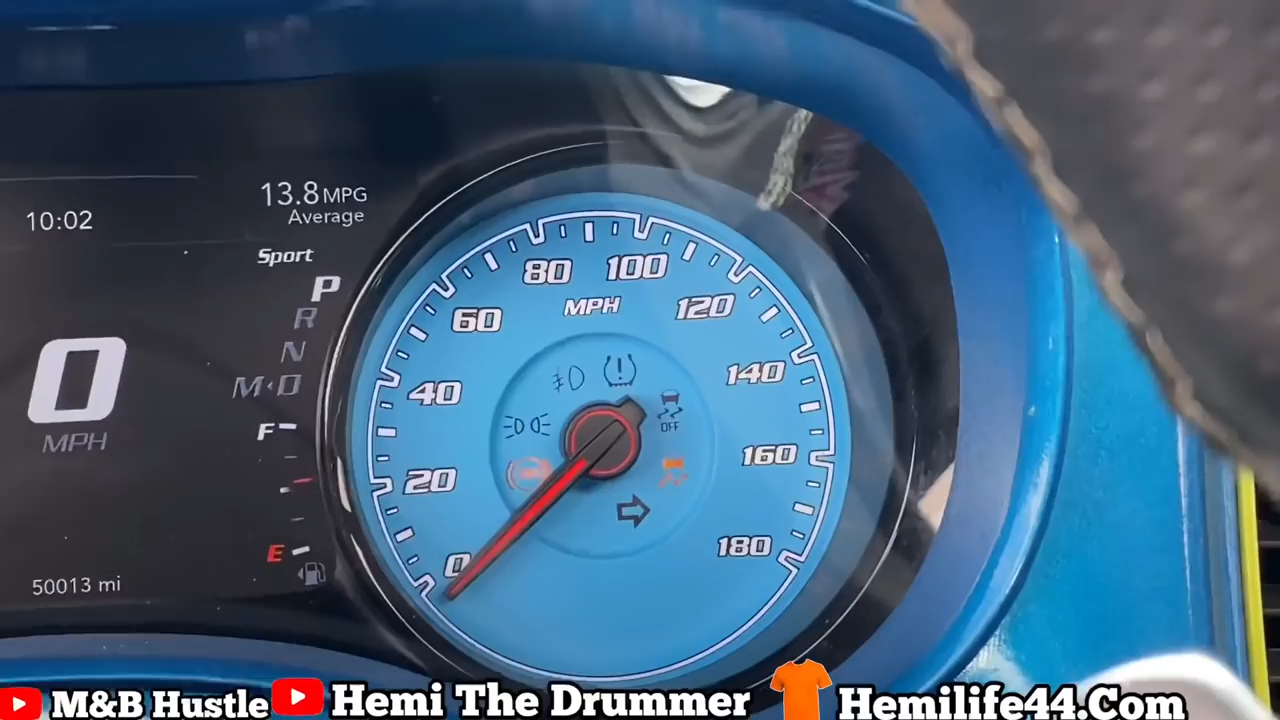 13.8 MPG
Average
10:02
Sport
P
R
N
M D
0
MPH
F
E
50013 mi
0
20
40
60
80
100
120
140
160
180
MPH
OFF
M&B Hustle
Hemi The Drummer
Hemilife44.Com